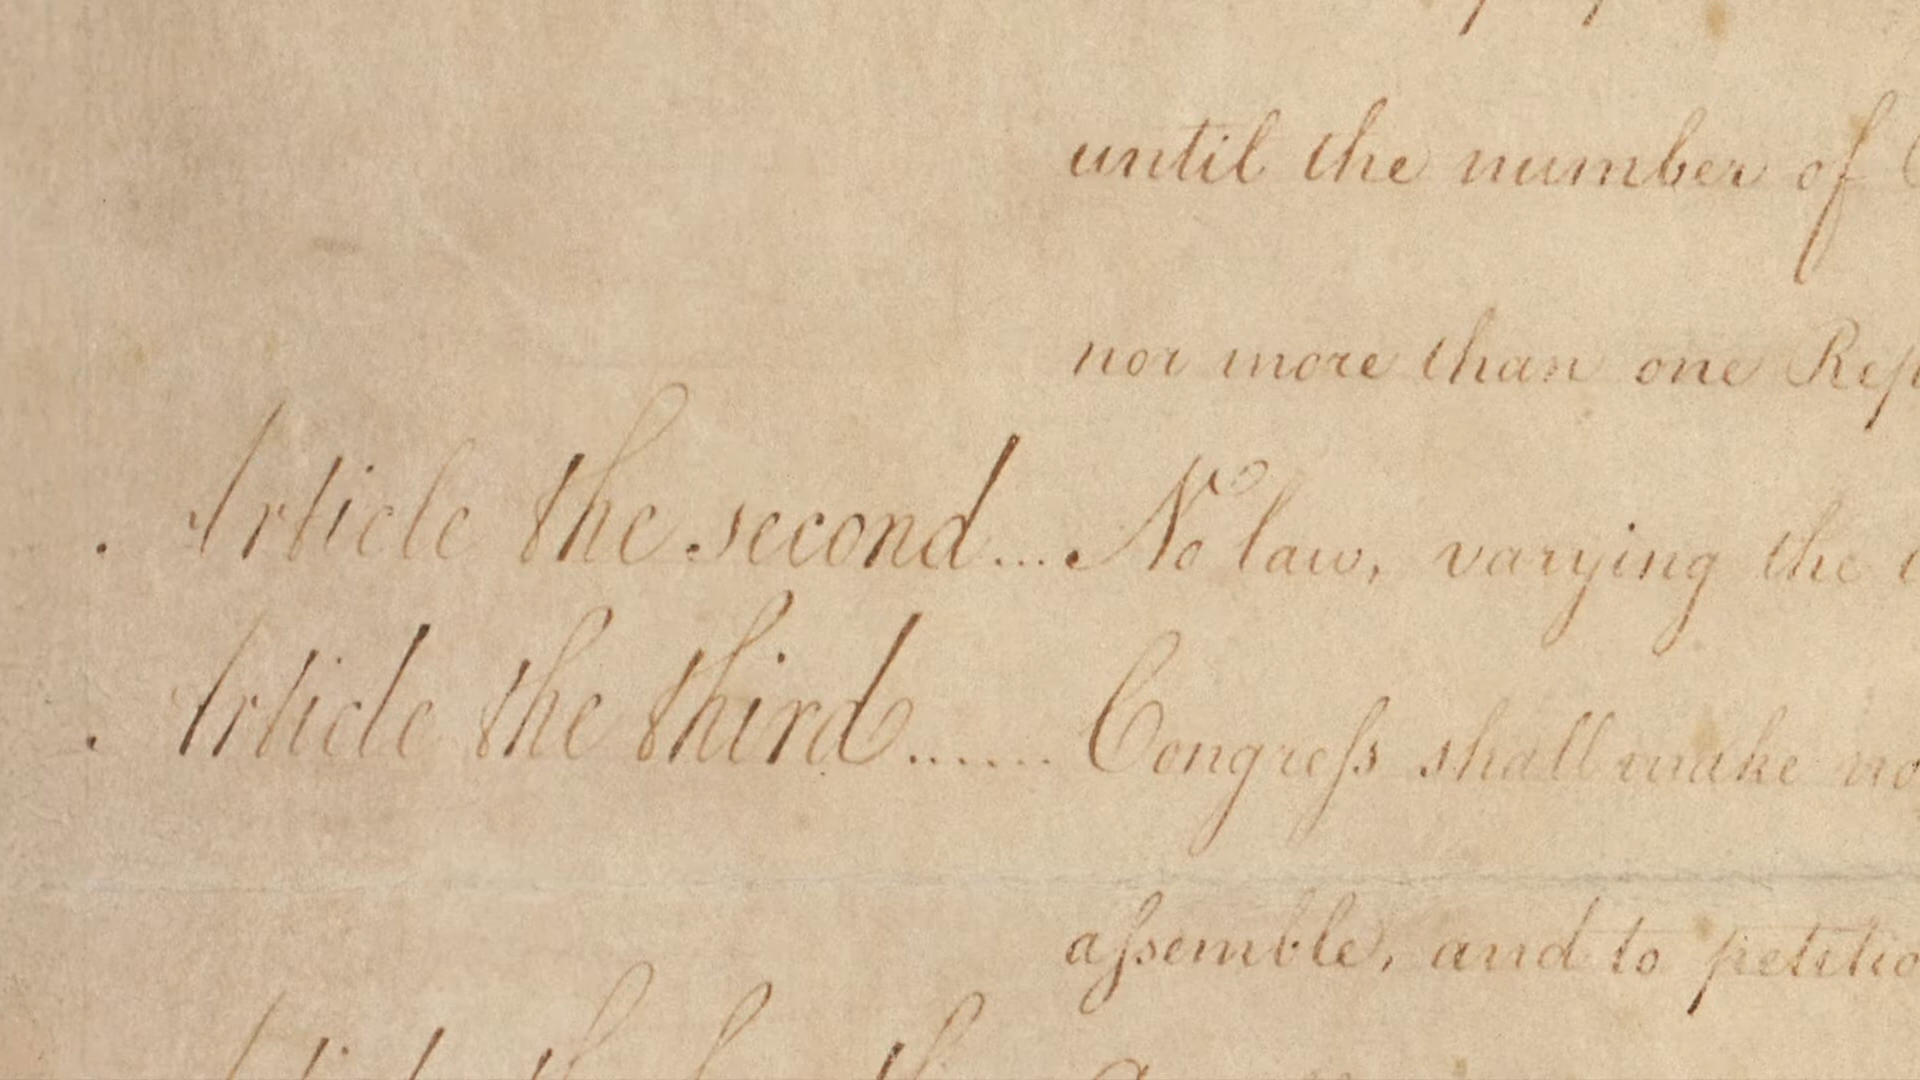 until the number of
nor more than one Rep
Article the second... No law, varying the
Article the third...... Congreſs shall make no
aſsemble, and to petitio